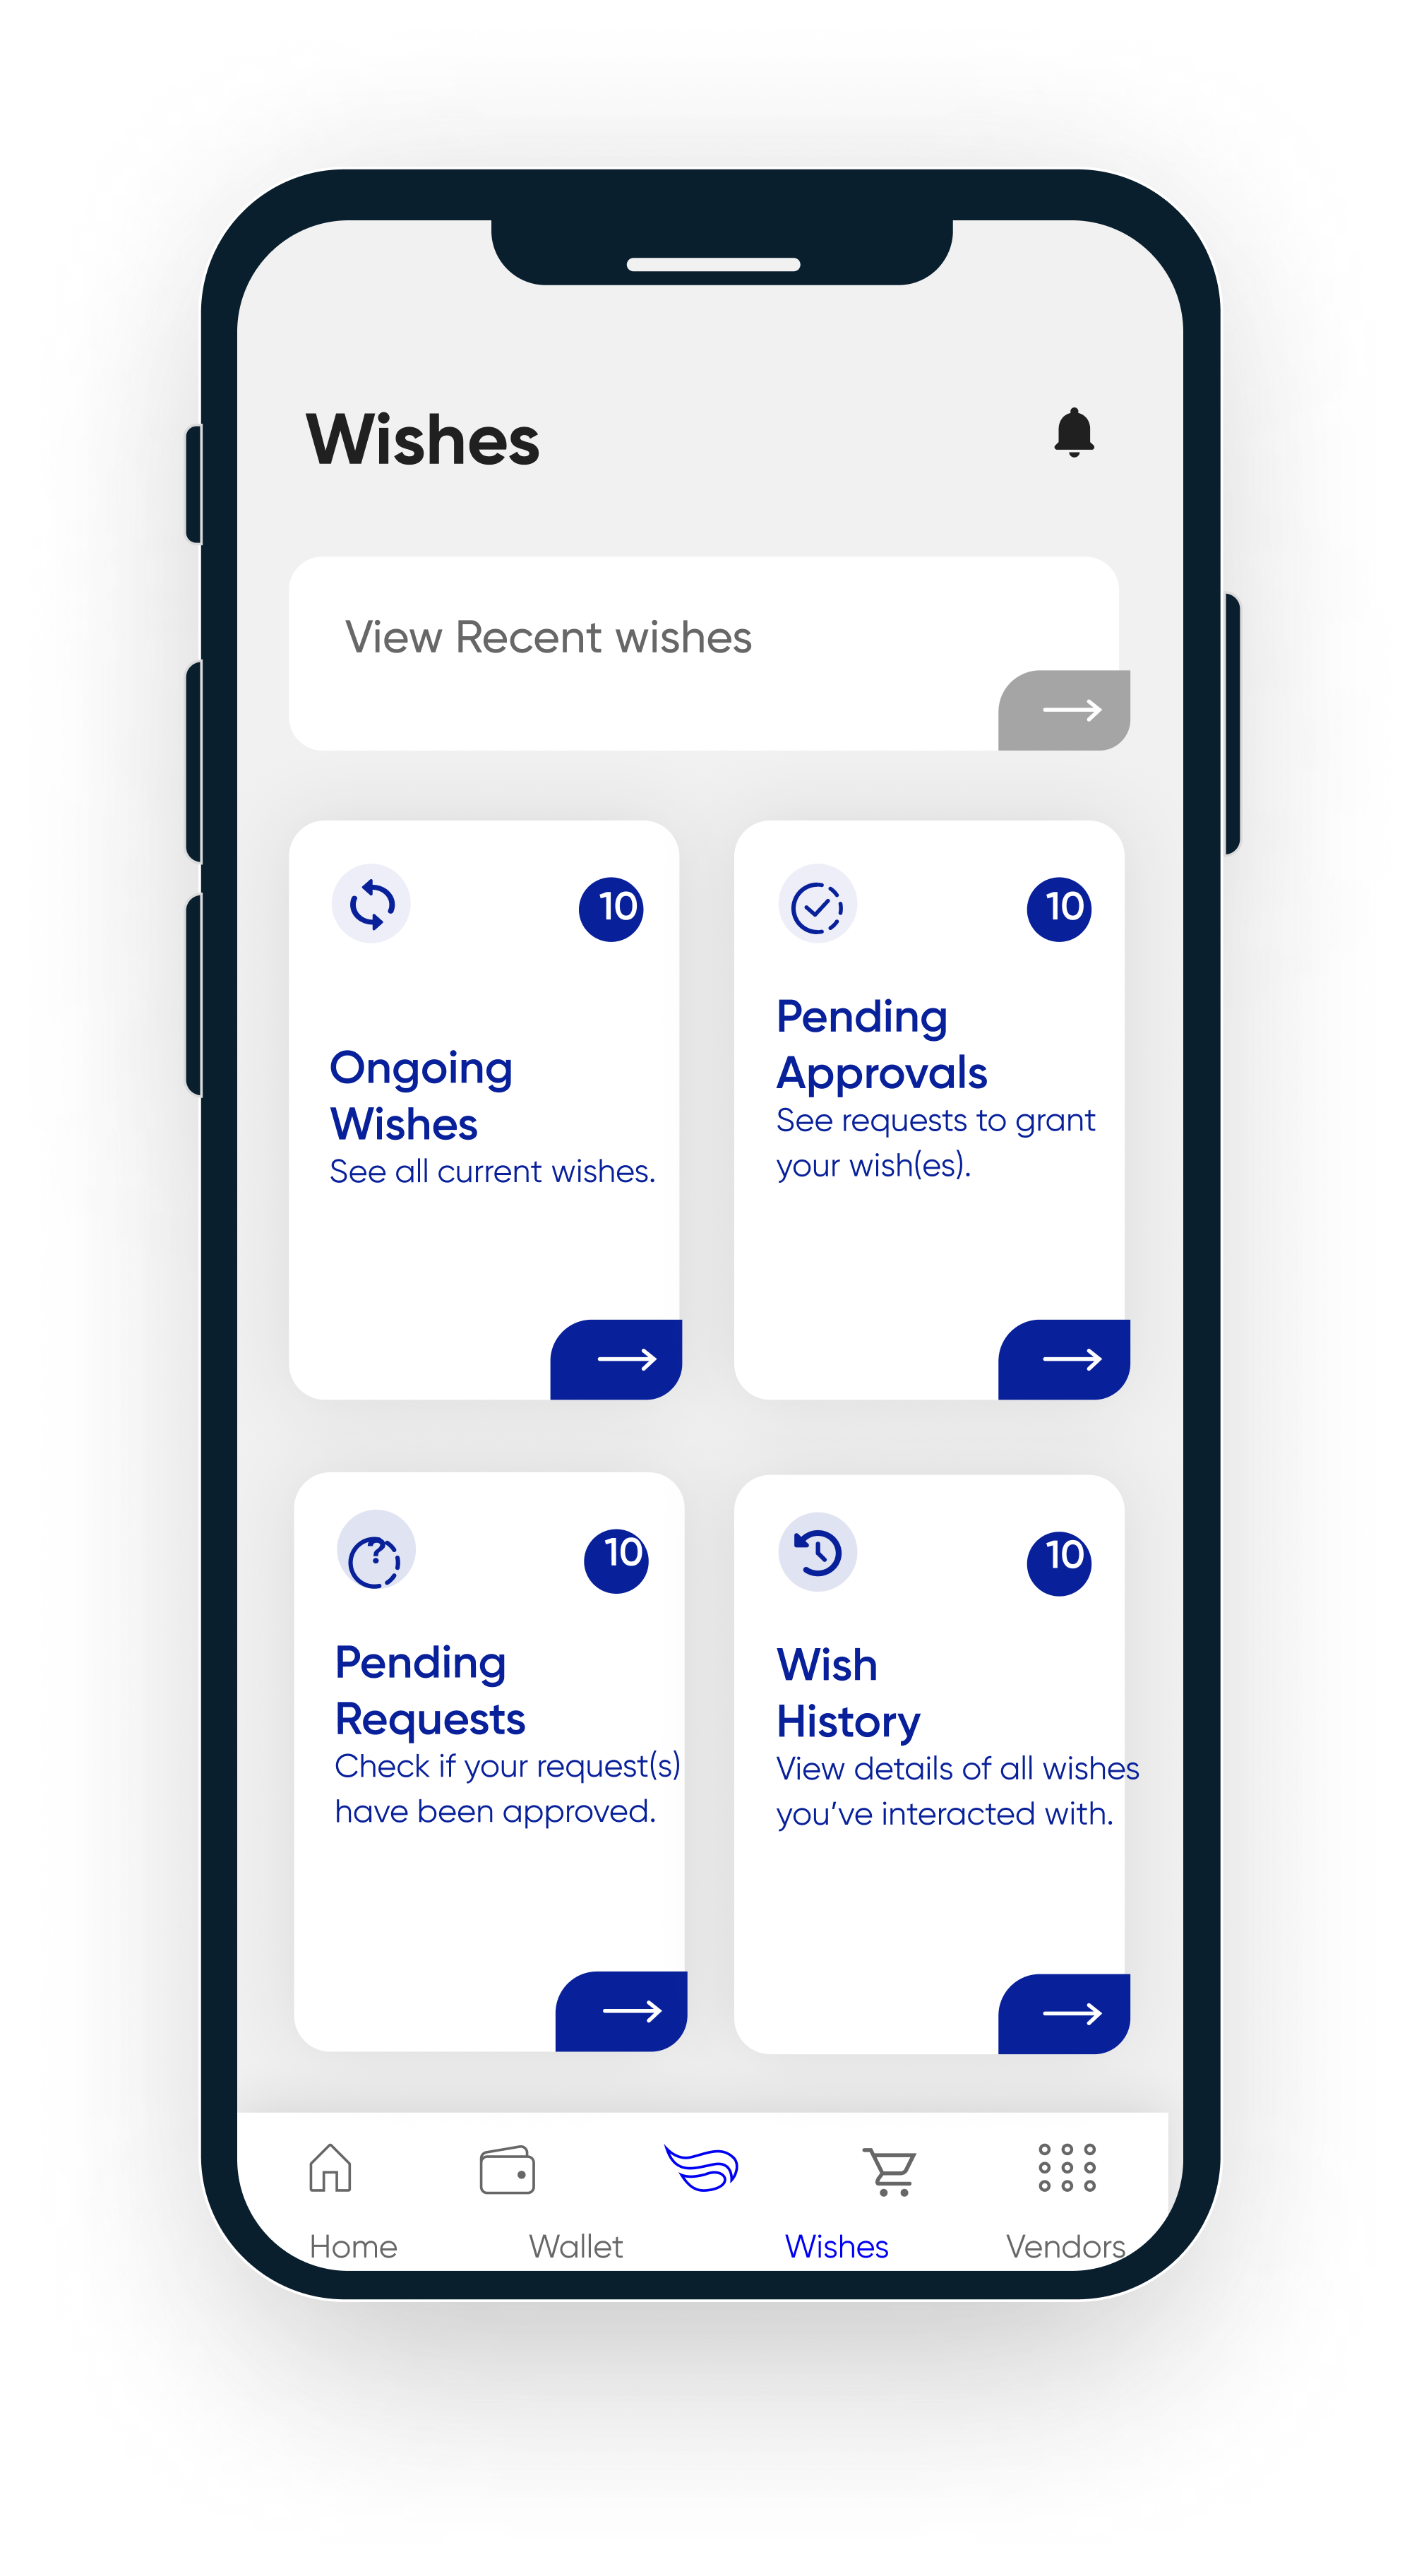 Wishes
View Recent wishes
10
Ongoing
Wishes
See all current wishes.
10
Pending
Approvals
See requests to grant
your wish(es).
?
10
Pending
Requests
Check if your request(s)
have been approved.
10
Wish
History
View details of all wishes
you’ve interacted with.
Home Wallet Wishes Vendors